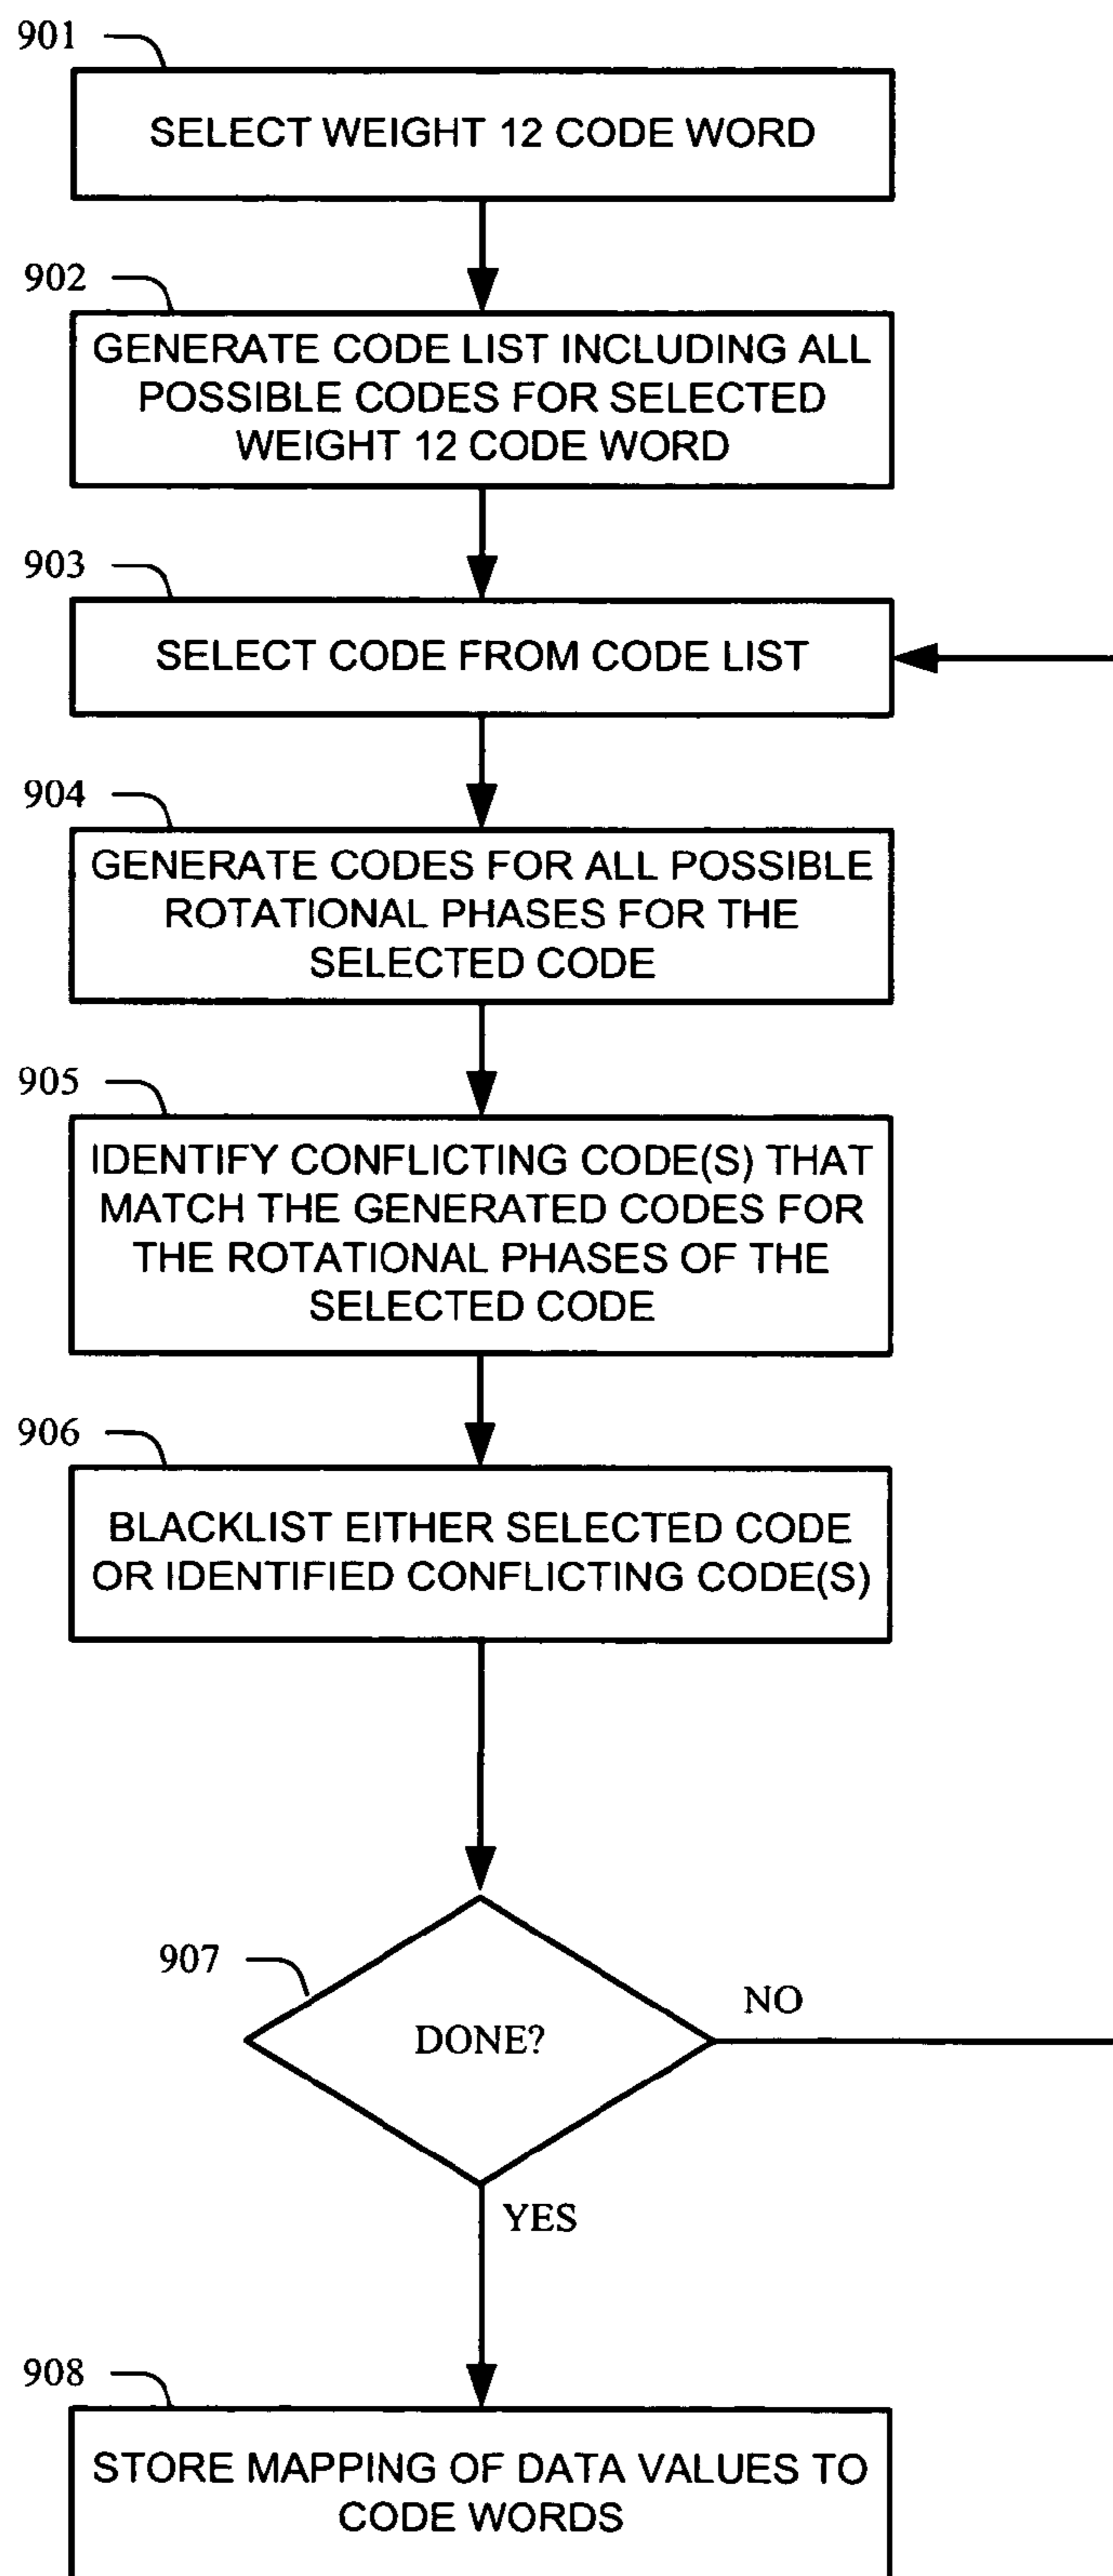 901
SELECT WEIGHT 12 CODE WORD
902
GENERATE CODE LIST INCLUDING ALL
POSSIBLE CODES FOR SELECTED
WEIGHT 12 CODE WORD
903
SELECT CODE FROM CODE LIST
904
GENERATE CODES FOR ALL POSSIBLE
ROTATIONAL PHASES FOR THE
SELECTED CODE
905
IDENTIFY CONFLICTING CODE(S) THAT
MATCH THE GENERATED CODES FOR
THE ROTATIONAL PHASES OF THE
SELECTED CODE
906
BLACKLIST EITHER SELECTED CODE
OR IDENTIFIED CONFLICTING CODE(S)
907
DONE?
NO
YES
908
STORE MAPPING OF DATA VALUES TO
CODE WORDS